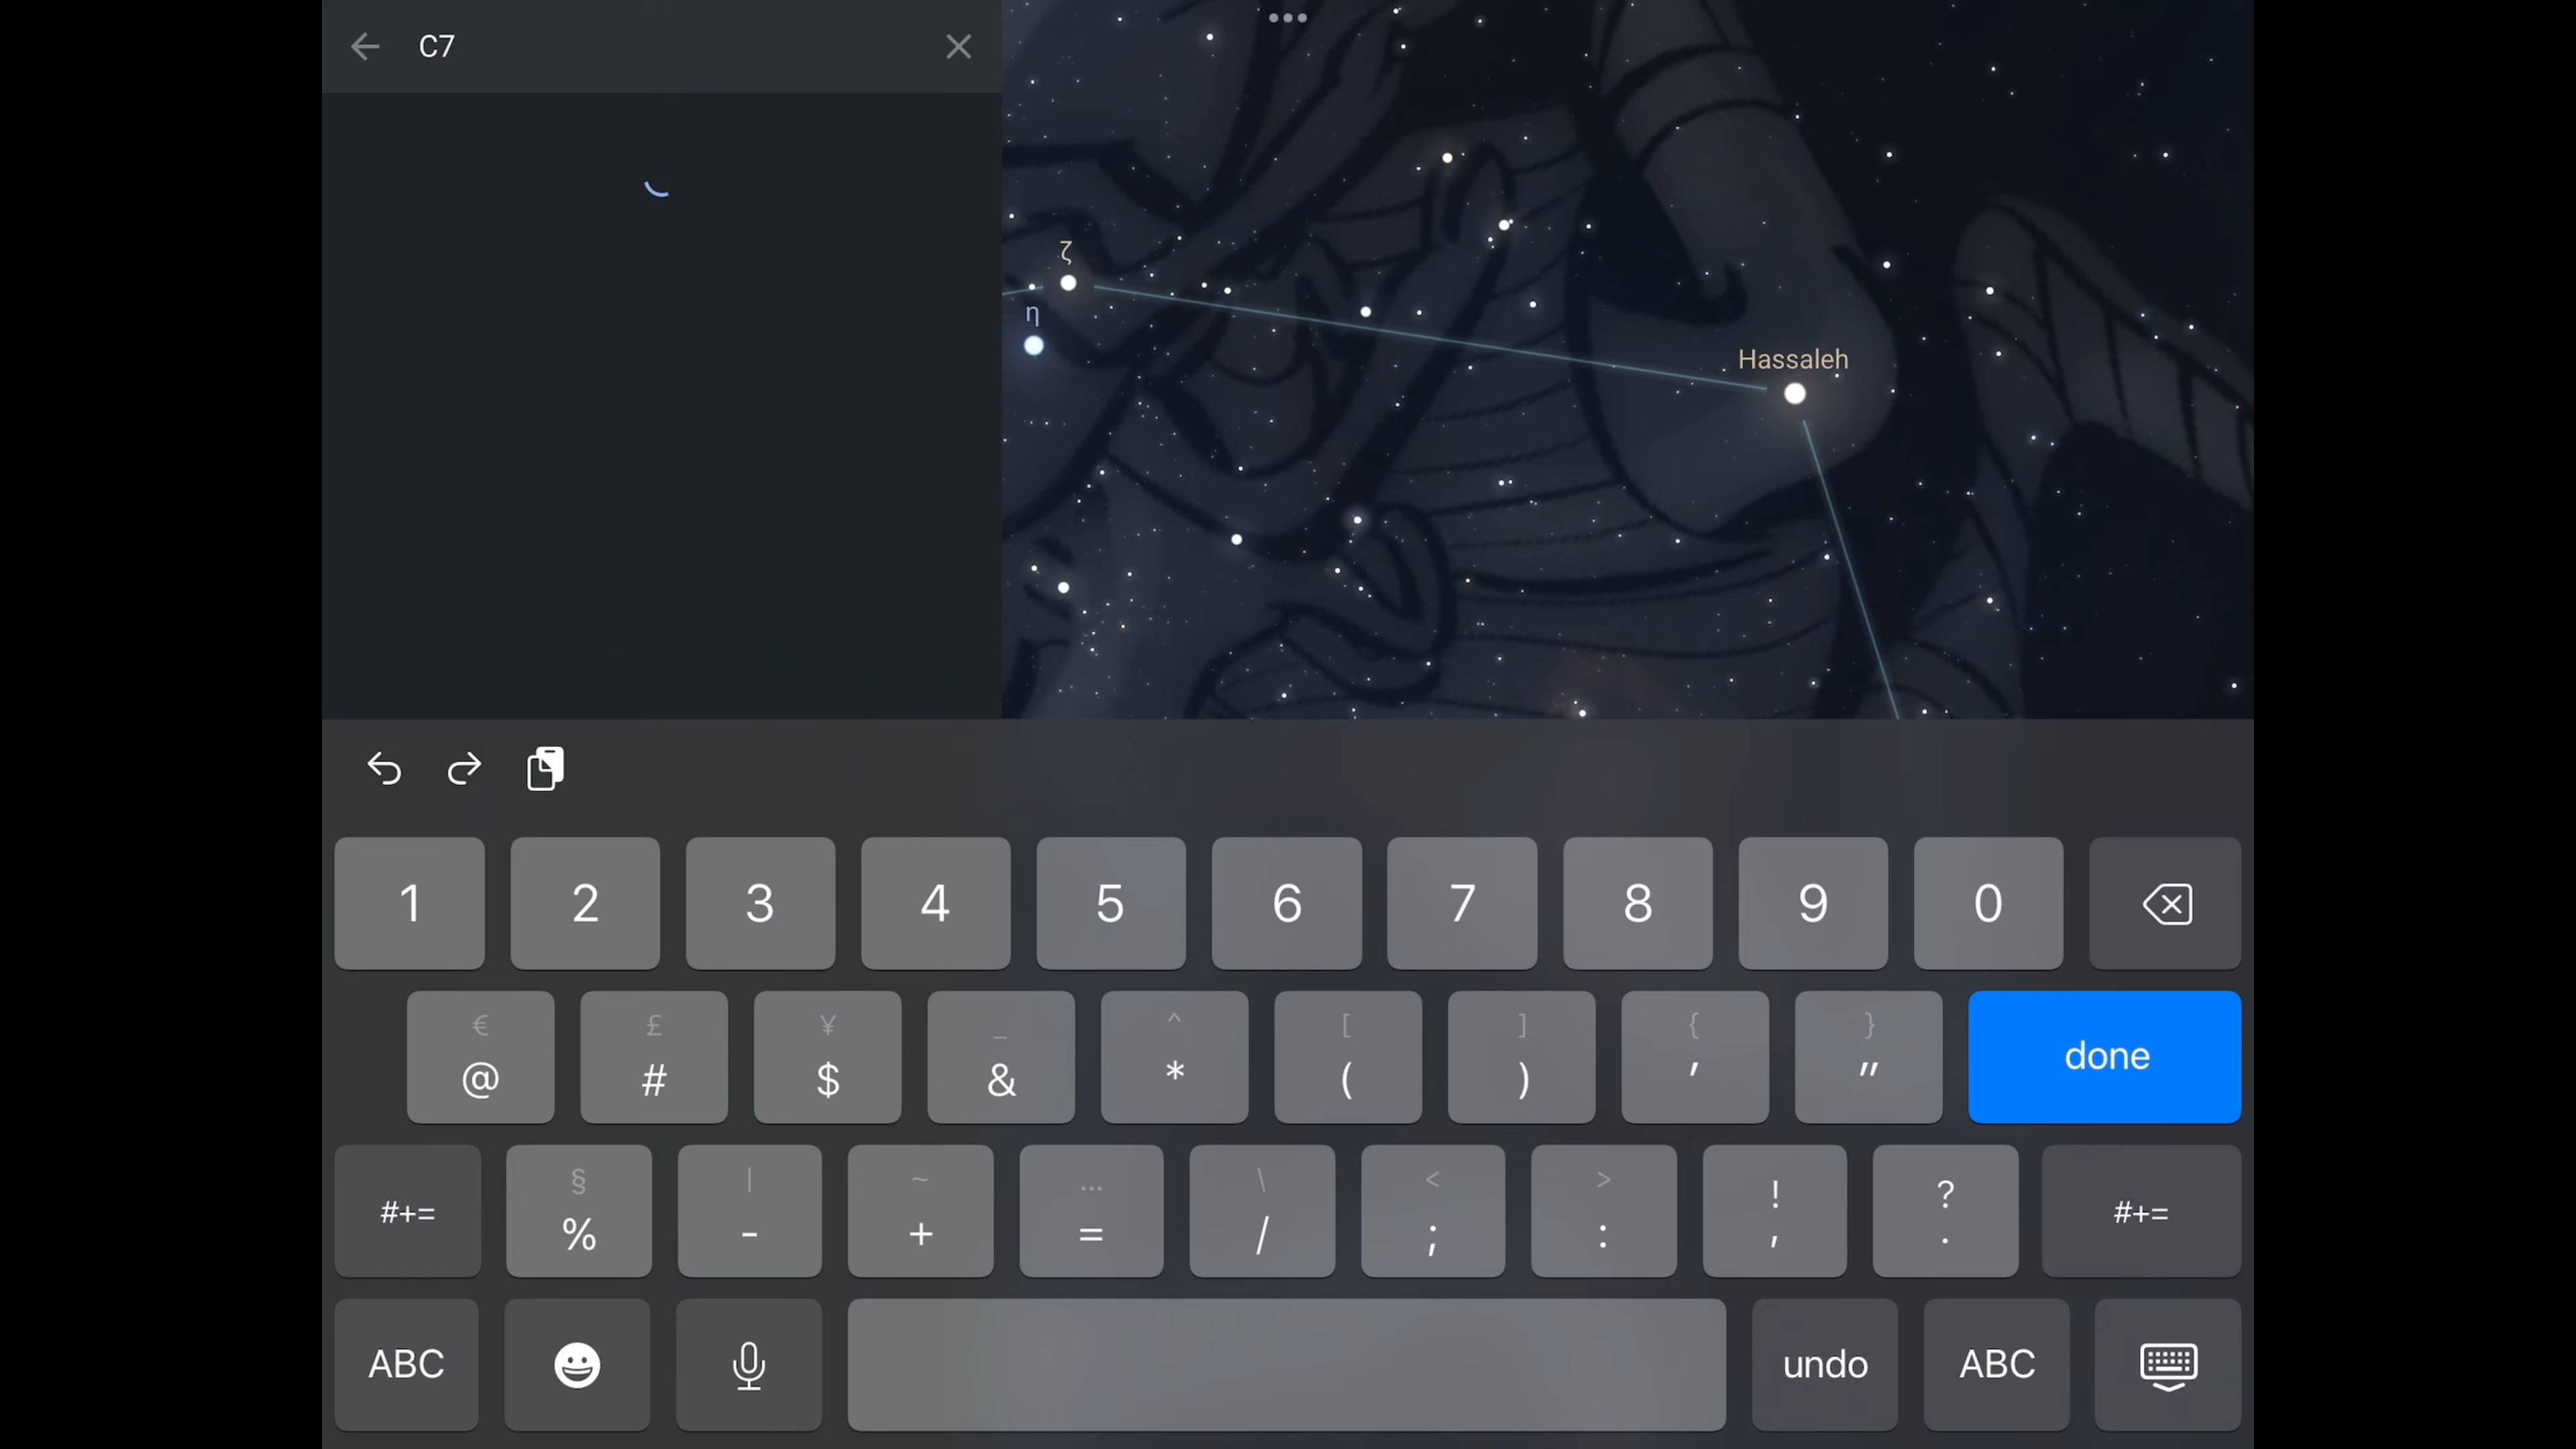 C7
ζ
η
Hassaleh
1 2 3 4 5 6 7 8 9 0
€ £ ¥ _ ^ [ ] { }
@ # $ & * ( ) ' "
done
§ | ~ … \ < > ! ?
#+= % - + = / ; : , . #+=
ABC undo ABC